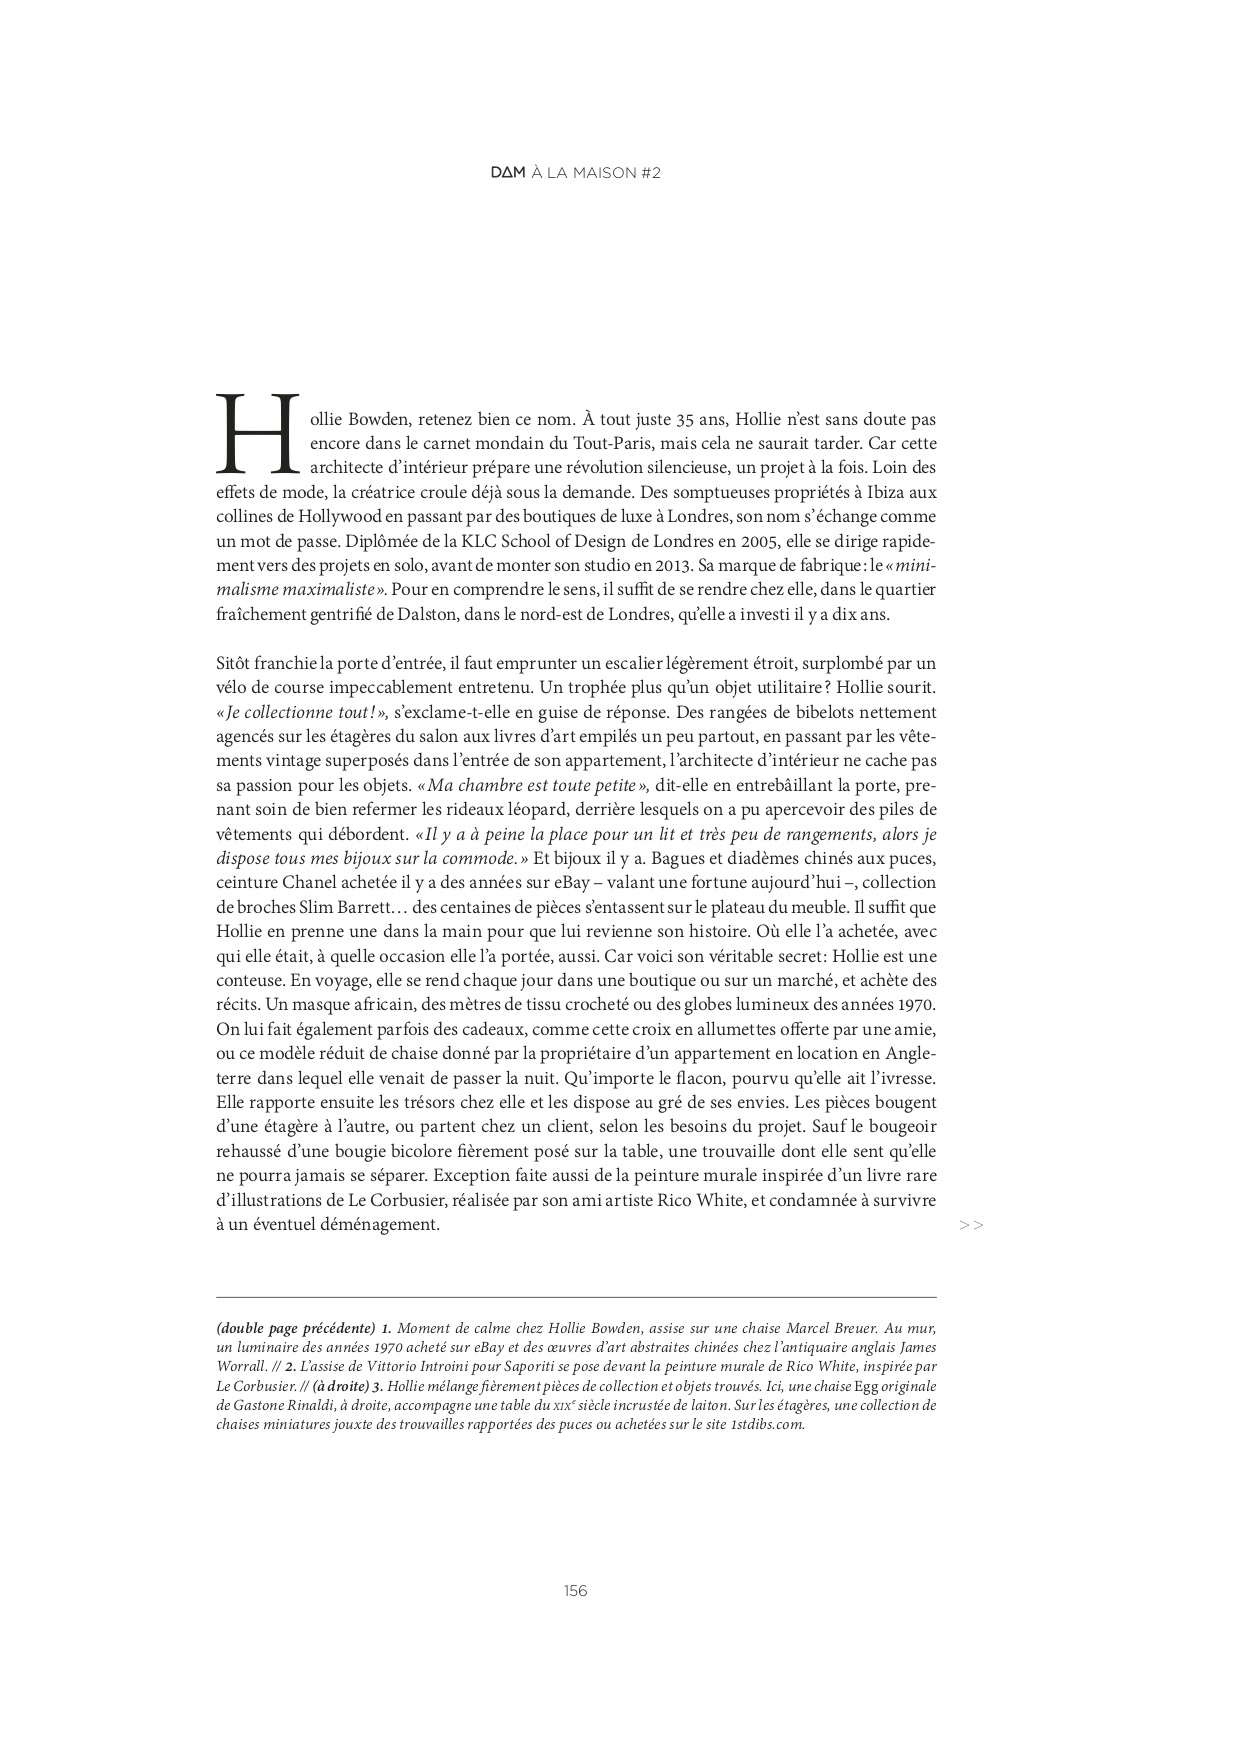 DAM À LA MAISON #2
Hollie Bowden, retenez bien ce nom. À tout juste 35 ans, Hollie n’est sans doute pas
encore dans le carnet mondain du Tout-Paris, mais cela ne saurait tarder. Car cette
architecte d’intérieur prépare une révolution silencieuse, un projet à la fois. Loin des
effets de mode, la créatrice croule déjà sous la demande. Des somptueuses propriétés à Ibiza aux
collines de Hollywood en passant par des boutiques de luxe à Londres, son nom s’échange comme
un mot de passe. Diplômée de la KLC School of Design de Londres en 2005, elle se dirige rapide-
ment vers des projets en solo, avant de monter son studio en 2013. Sa marque de fabrique : le « mini-
malisme maximaliste ». Pour en comprendre le sens, il suffit de se rendre chez elle, dans le quartier
fraîchement gentrifié de Dalston, dans le nord-est de Londres, qu’elle a investi il y a dix ans.
Sitôt franchie la porte d’entrée, il faut emprunter un escalier légèrement étroit, surplombé par un
vélo de course impeccablement entretenu. Un trophée plus qu’un objet utilitaire ? Hollie sourit.
« Je collectionne tout ! », s’exclame-t-elle en guise de réponse. Des rangées de bibelots nettement
agencés sur les étagères du salon aux livres d’art empilés un peu partout, en passant par les vête-
ments vintage superposés dans l’entrée de son appartement, l’architecte d’intérieur ne cache pas
sa passion pour les objets. « Ma chambre est toute petite », dit-elle en entrebâillant la porte, pre-
nant soin de bien refermer les rideaux léopard, derrière lesquels on a pu apercevoir des piles de
vêtements qui débordent. « Il y a à peine la place pour un lit et très peu de rangements, alors je
dispose tous mes bijoux sur la commode. » Et bijoux il y a. Bagues et diadèmes chinés aux puces,
ceinture Chanel achetée il y a des années sur eBay – valant une fortune aujourd’hui –, collection
de broches Slim Barrett… des centaines de pièces s’entassent sur le plateau du meuble. Il suffit que
Hollie en prenne une dans la main pour que lui revienne son histoire. Où elle l’a achetée, avec
qui elle était, à quelle occasion elle l’a portée, aussi. Car voici son véritable secret : Hollie est une
conteuse. En voyage, elle se rend chaque jour dans une boutique ou sur un marché, et achète des
récits. Un masque africain, des mètres de tissu crocheté ou des globes lumineux des années 1970.
On lui fait également parfois des cadeaux, comme cette croix en allumettes offerte par une amie,
ou ce modèle réduit de chaise donné par la propriétaire d’un appartement en location en Angle-
terre dans lequel elle venait de passer la nuit. Qu’importe le flacon, pourvu qu’elle ait l’ivresse.
Elle rapporte ensuite les trésors chez elle et les dispose au gré de ses envies. Les pièces bougent
d’une étagère à l’autre, ou partent chez un client, selon les besoins du projet. Sauf le bougeoir
rehaussé d’une bougie bicolore fièrement posé sur la table, une trouvaille dont elle sent qu’elle
ne pourra jamais se séparer. Exception faite aussi de la peinture murale inspirée d’un livre rare
d’illustrations de Le Corbusier, réalisée par son ami artiste Rico White, et condamnée à survivre
à un éventuel déménagement. >>
(double page précédente) 1. Moment de calme chez Hollie Bowden, assise sur une chaise Marcel Breuer. Au mur,
un luminaire des années 1970 acheté sur eBay et des œuvres d’art abstraites chinées chez l’antiquaire anglais James
Worrall. // 2. L’assise de Vittorio Introini pour Saporiti se pose devant la peinture murale de Rico White, inspirée par
Le Corbusier. // (à droite) 3. Hollie mélange fièrement pièces de collection et objets trouvés. Ici, une chaise Egg originale
de Gastone Rinaldi, à droite, accompagne une table du XIXe siècle incrustée de laiton. Sur les étagères, une collection de
chaises miniatures jouxte des trouvailles rapportées des puces ou achetées sur le site 1stdibs.com.
156